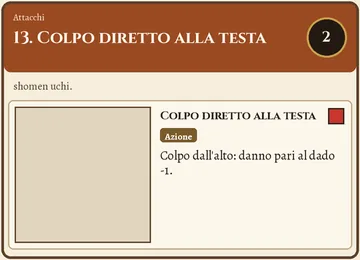 Attacchi
13. Colpo diretto alla testa
2
shomen uchi.
Colpo diretto alla testa
Azione
Colpo dall'alto: danno pari al dado
-1.